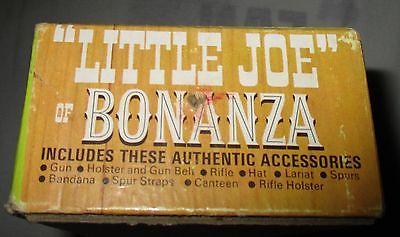 "LITTLE JOE"
OF BONANZA
INCLUDES THESE AUTHENTIC ACCESSORIES
• Gun • Holster and Gun Belt • Rifle • Hat • Lariat • Spurs
• Bandana • Spur Straps • Canteen • Rifle Holster